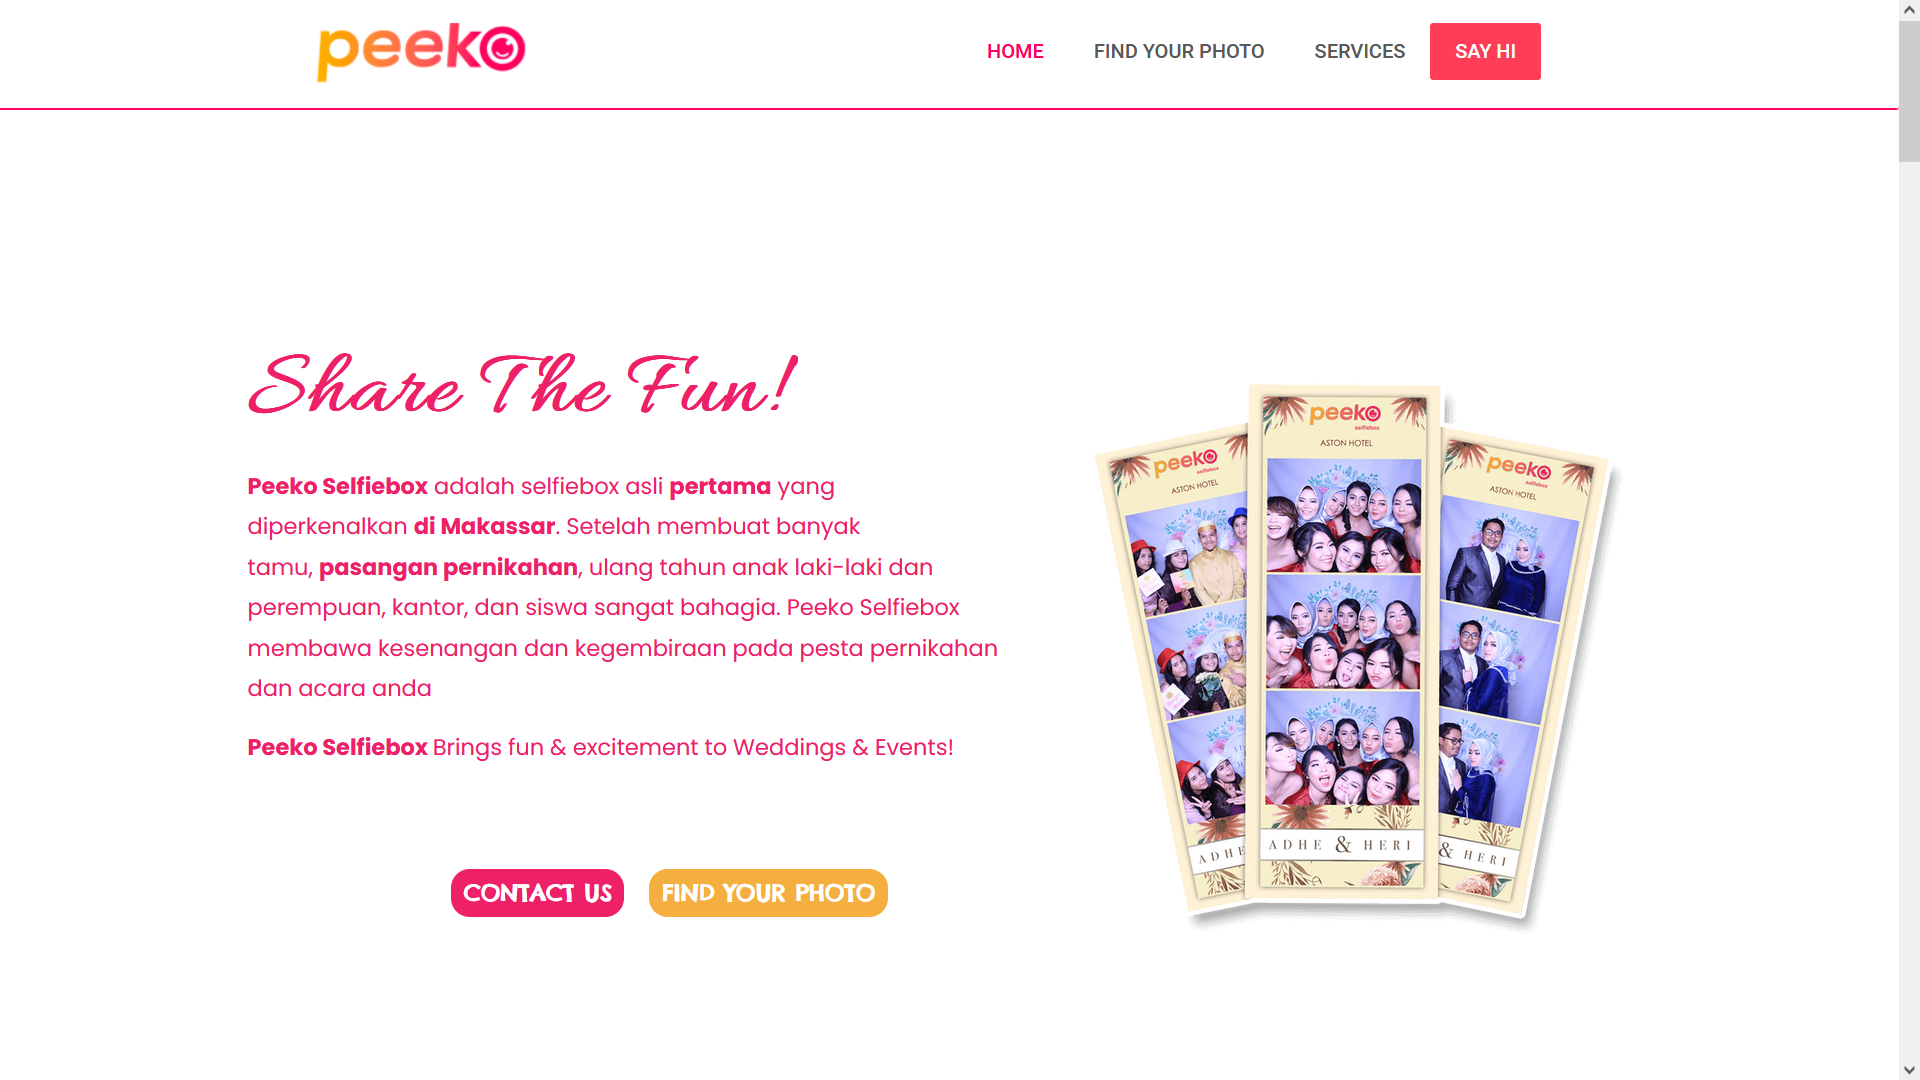 peeko
HOME
FIND YOUR PHOTO
SERVICES
SAY HI
Share The Fun!
Peeko Selfiebox adalah selfiebox asli pertama yang
diperkenalkan di Makassar. Setelah membuat banyak
tamu, pasangan pernikahan, ulang tahun anak laki-laki dan
perempuan, kantor, dan siswa sangat bahagia. Peeko Selfiebox
membawa kesenangan dan kegembiraan pada pesta pernikahan
dan acara anda
Peeko Selfiebox Brings fun & excitement to Weddings & Events!
CONTACT US
FIND YOUR PHOTO
peeko
selfiebox
ASTON HOTEL
ADHE
peeko
selfiebox
ASTON HOTEL
ADHE & HERI
peeko
selfiebox
ASTON HOTEL
& HERI